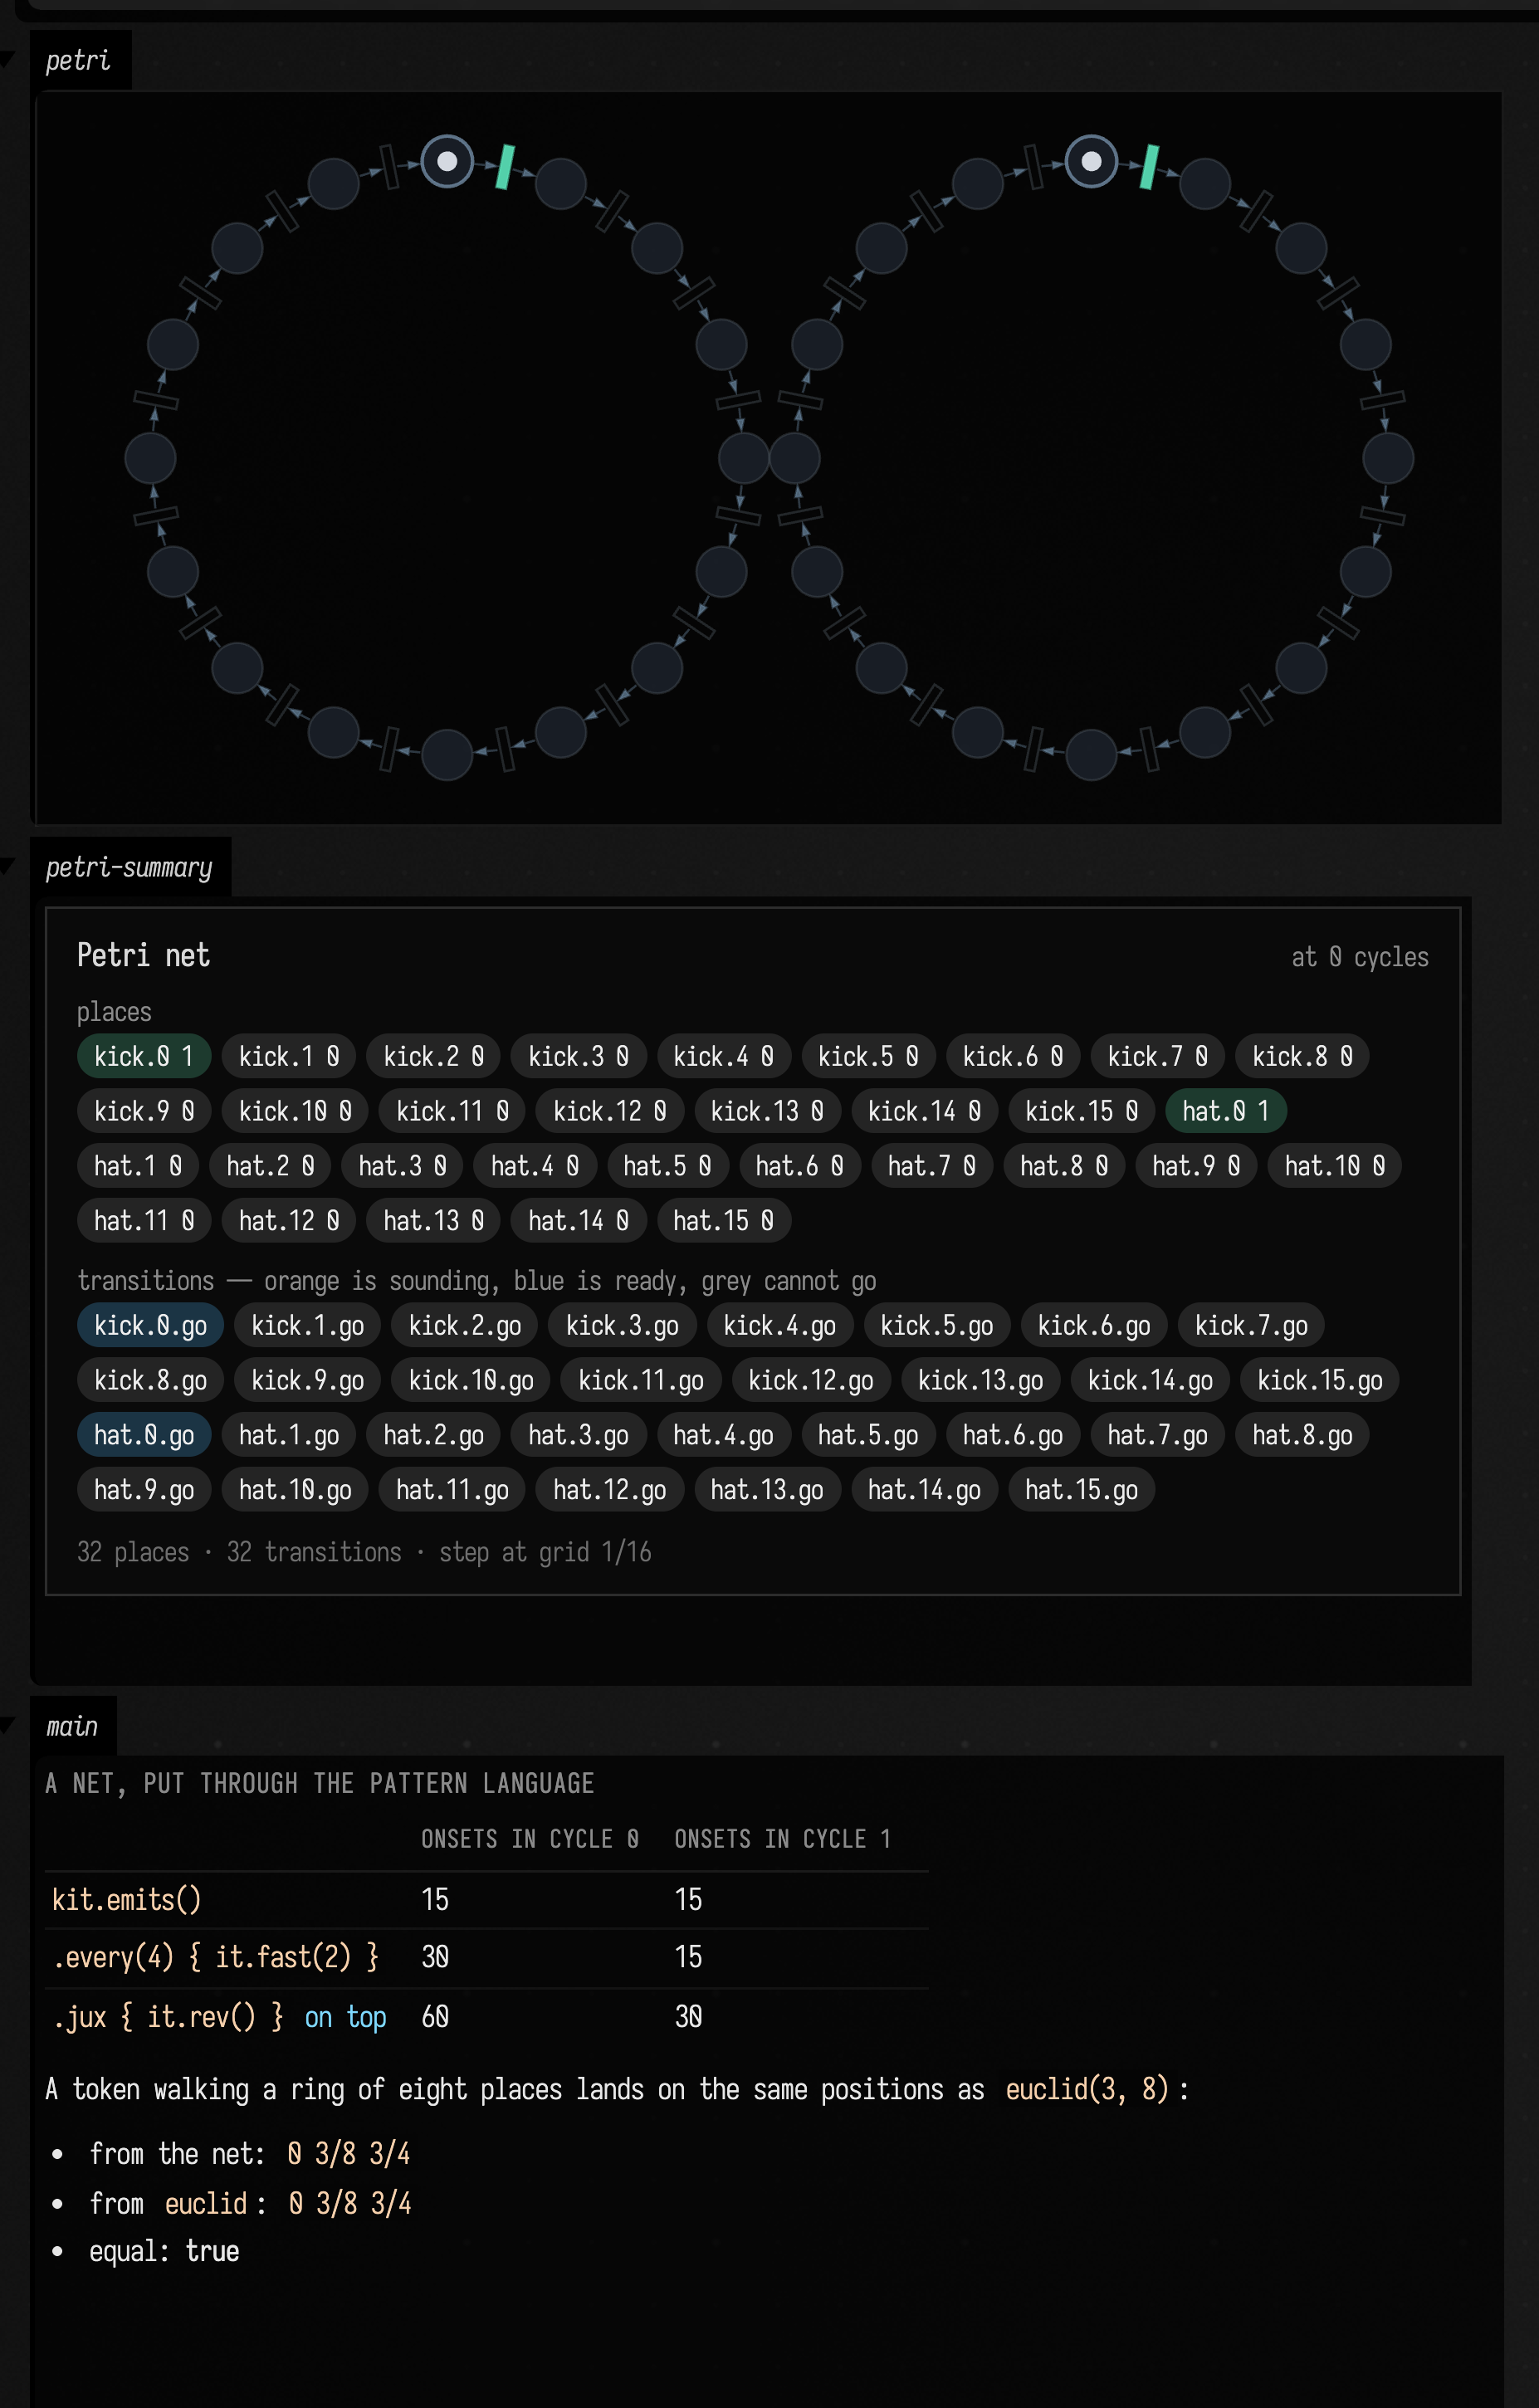 petri
petri-summary
Petri net at 0 cycles
places
kick.0 1 kick.1 0 kick.2 0 kick.3 0 kick.4 0 kick.5 0 kick.6 0 kick.7 0 kick.8 0
kick.9 0 kick.10 0 kick.11 0 kick.12 0 kick.13 0 kick.14 0 kick.15 0 hat.0 1
hat.1 0 hat.2 0 hat.3 0 hat.4 0 hat.5 0 hat.6 0 hat.7 0 hat.8 0 hat.9 0 hat.10 0
hat.11 0 hat.12 0 hat.13 0 hat.14 0 hat.15 0
transitions — orange is sounding, blue is ready, grey cannot go
kick.0.go kick.1.go kick.2.go kick.3.go kick.4.go kick.5.go kick.6.go kick.7.go
kick.8.go kick.9.go kick.10.go kick.11.go kick.12.go kick.13.go kick.14.go kick.15.go
hat.0.go hat.1.go hat.2.go hat.3.go hat.4.go hat.5.go hat.6.go hat.7.go hat.8.go
hat.9.go hat.10.go hat.11.go hat.12.go hat.13.go hat.14.go hat.15.go
32 places · 32 transitions · step at grid 1/16
main
A NET, PUT THROUGH THE PATTERN LANGUAGE
ONSETS IN CYCLE 0 ONSETS IN CYCLE 1
kit.emits() 15 15
.every(4) { it.fast(2) } 30 15
.jux { it.rev() } on top 60 30
A token walking a ring of eight places lands on the same positions as euclid(3, 8) :
• from the net: 0 3/8 3/4
• from euclid : 0 3/8 3/4
• equal: true